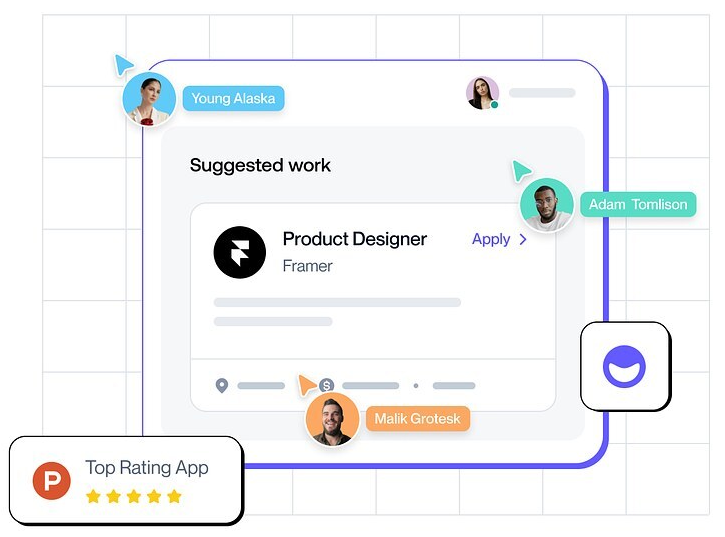 Young Alaska
Suggested work
Adam Tomlison
Product Designer
Apply
Framer
$
Malik Grotesk
P
Top Rating App